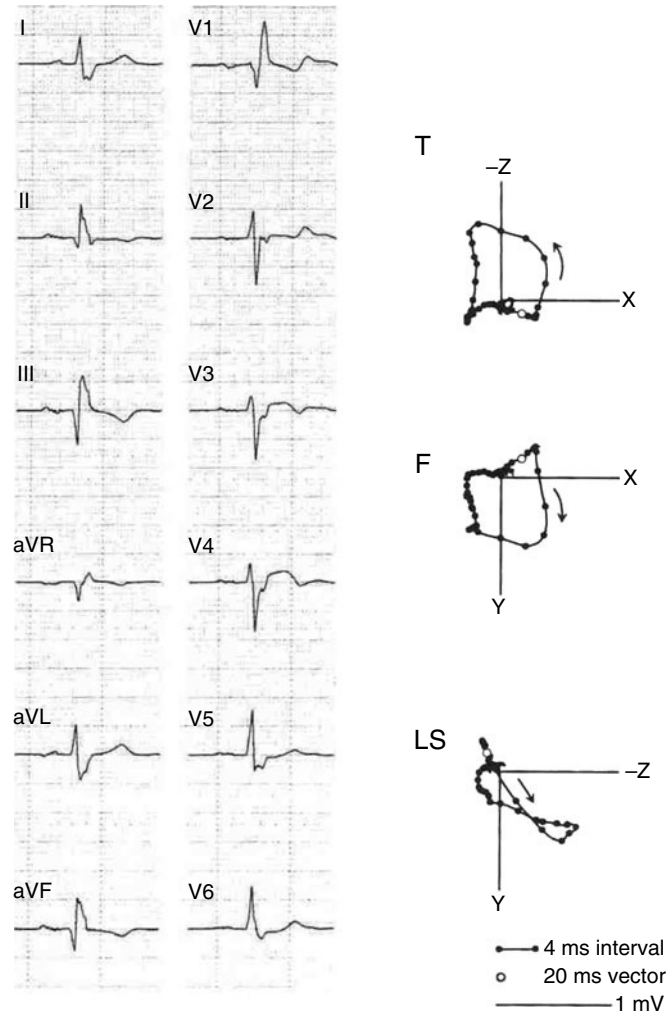 I V1
II V2
III V3
aVR V4
aVL V5
aVF V6
T
–Z
X
F
X
Y
LS
–Z
Y
4 ms interval
20 ms vector
1 mV